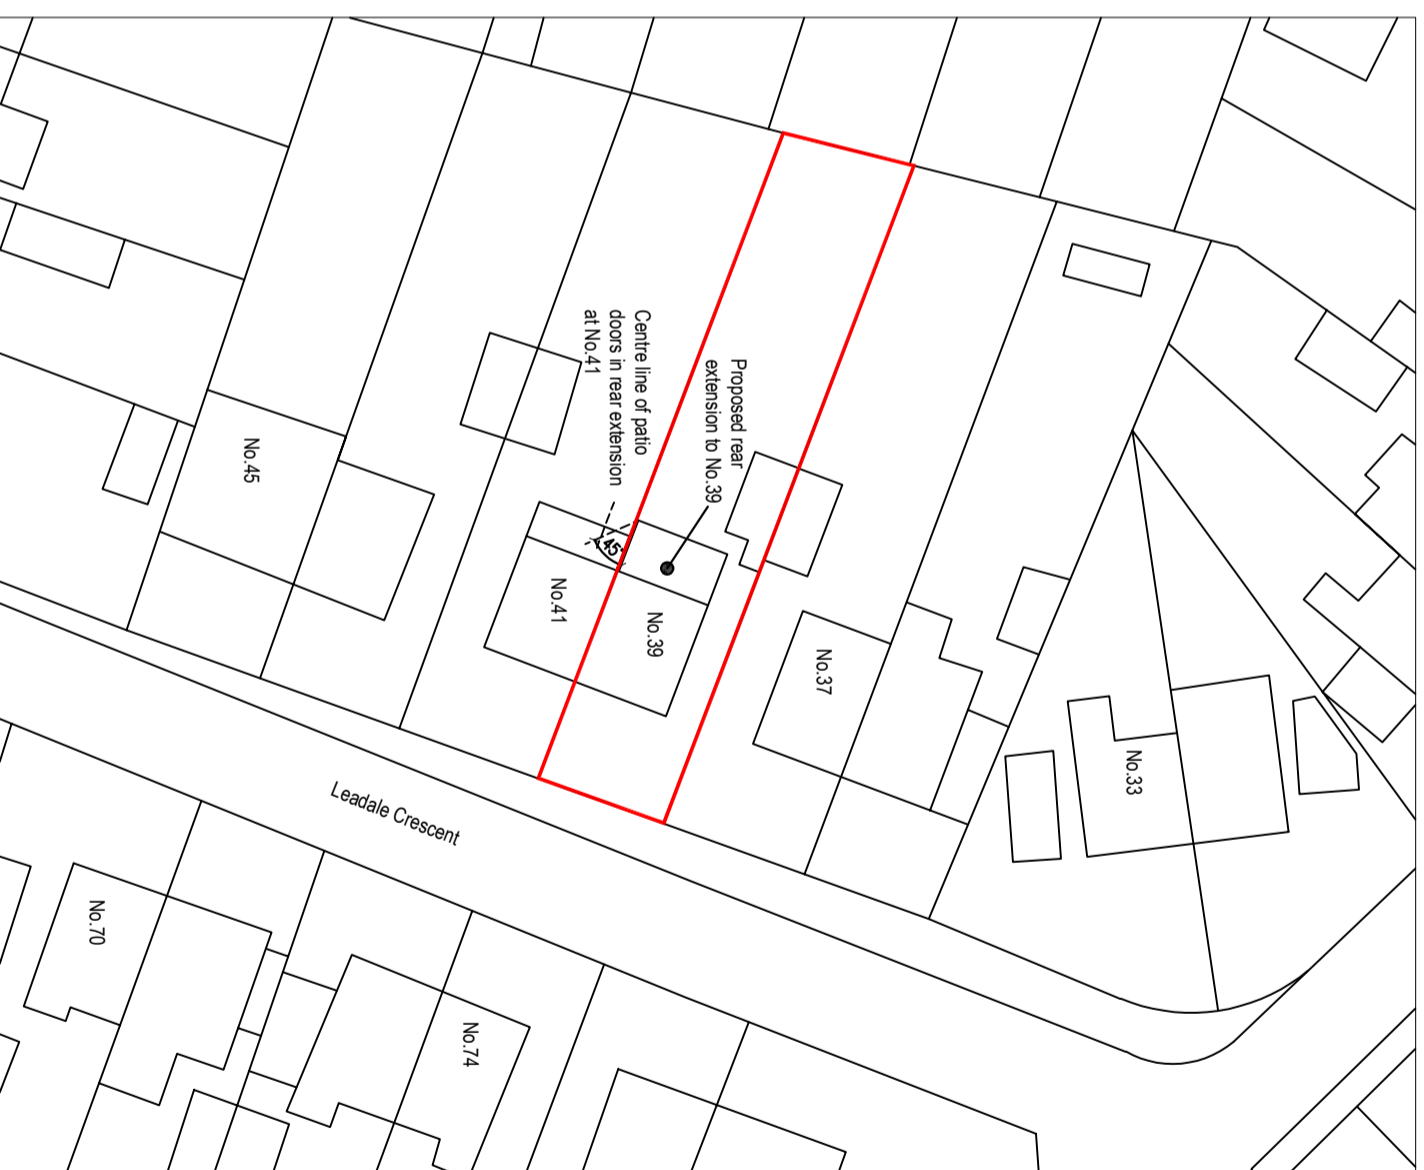 Centre line of patio
doors in rear extension
at No.41
Proposed rear
extension to No.39
45°
No.45
No.41
No.39
No.37
No.33
Leadale Crescent
No.70
No.74